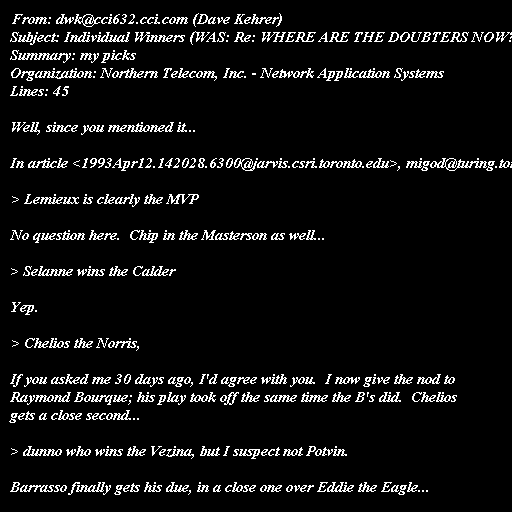 From: dwk@cci632.cci.com (Dave Kehrer)
Subject: Individual Winners (WAS: Re: WHERE ARE THE DOUBTERS NOW?
Summary: my picks
Organization: Northern Telecom, Inc. - Network Application Systems
Lines: 45
Well, since you mentioned it...
In article <1993Apr12.142028.6300@jarvis.csri.toronto.edu>, migod@turing.tor
> Lemieux is clearly the MVP
No question here.  Chip in the Masterson as well...
> Selanne wins the Calder
Yep.
> Chelios the Norris,
If you asked me 30 days ago, I'd agree with you.  I now give the nod to
Raymond Bourque; his play took off the same time the B's did.  Chelios
gets a close second...
> dunno who wins the Vezina, but I suspect not Potvin.
Barrasso finally gets his due, in a close one over Eddie the Eagle...